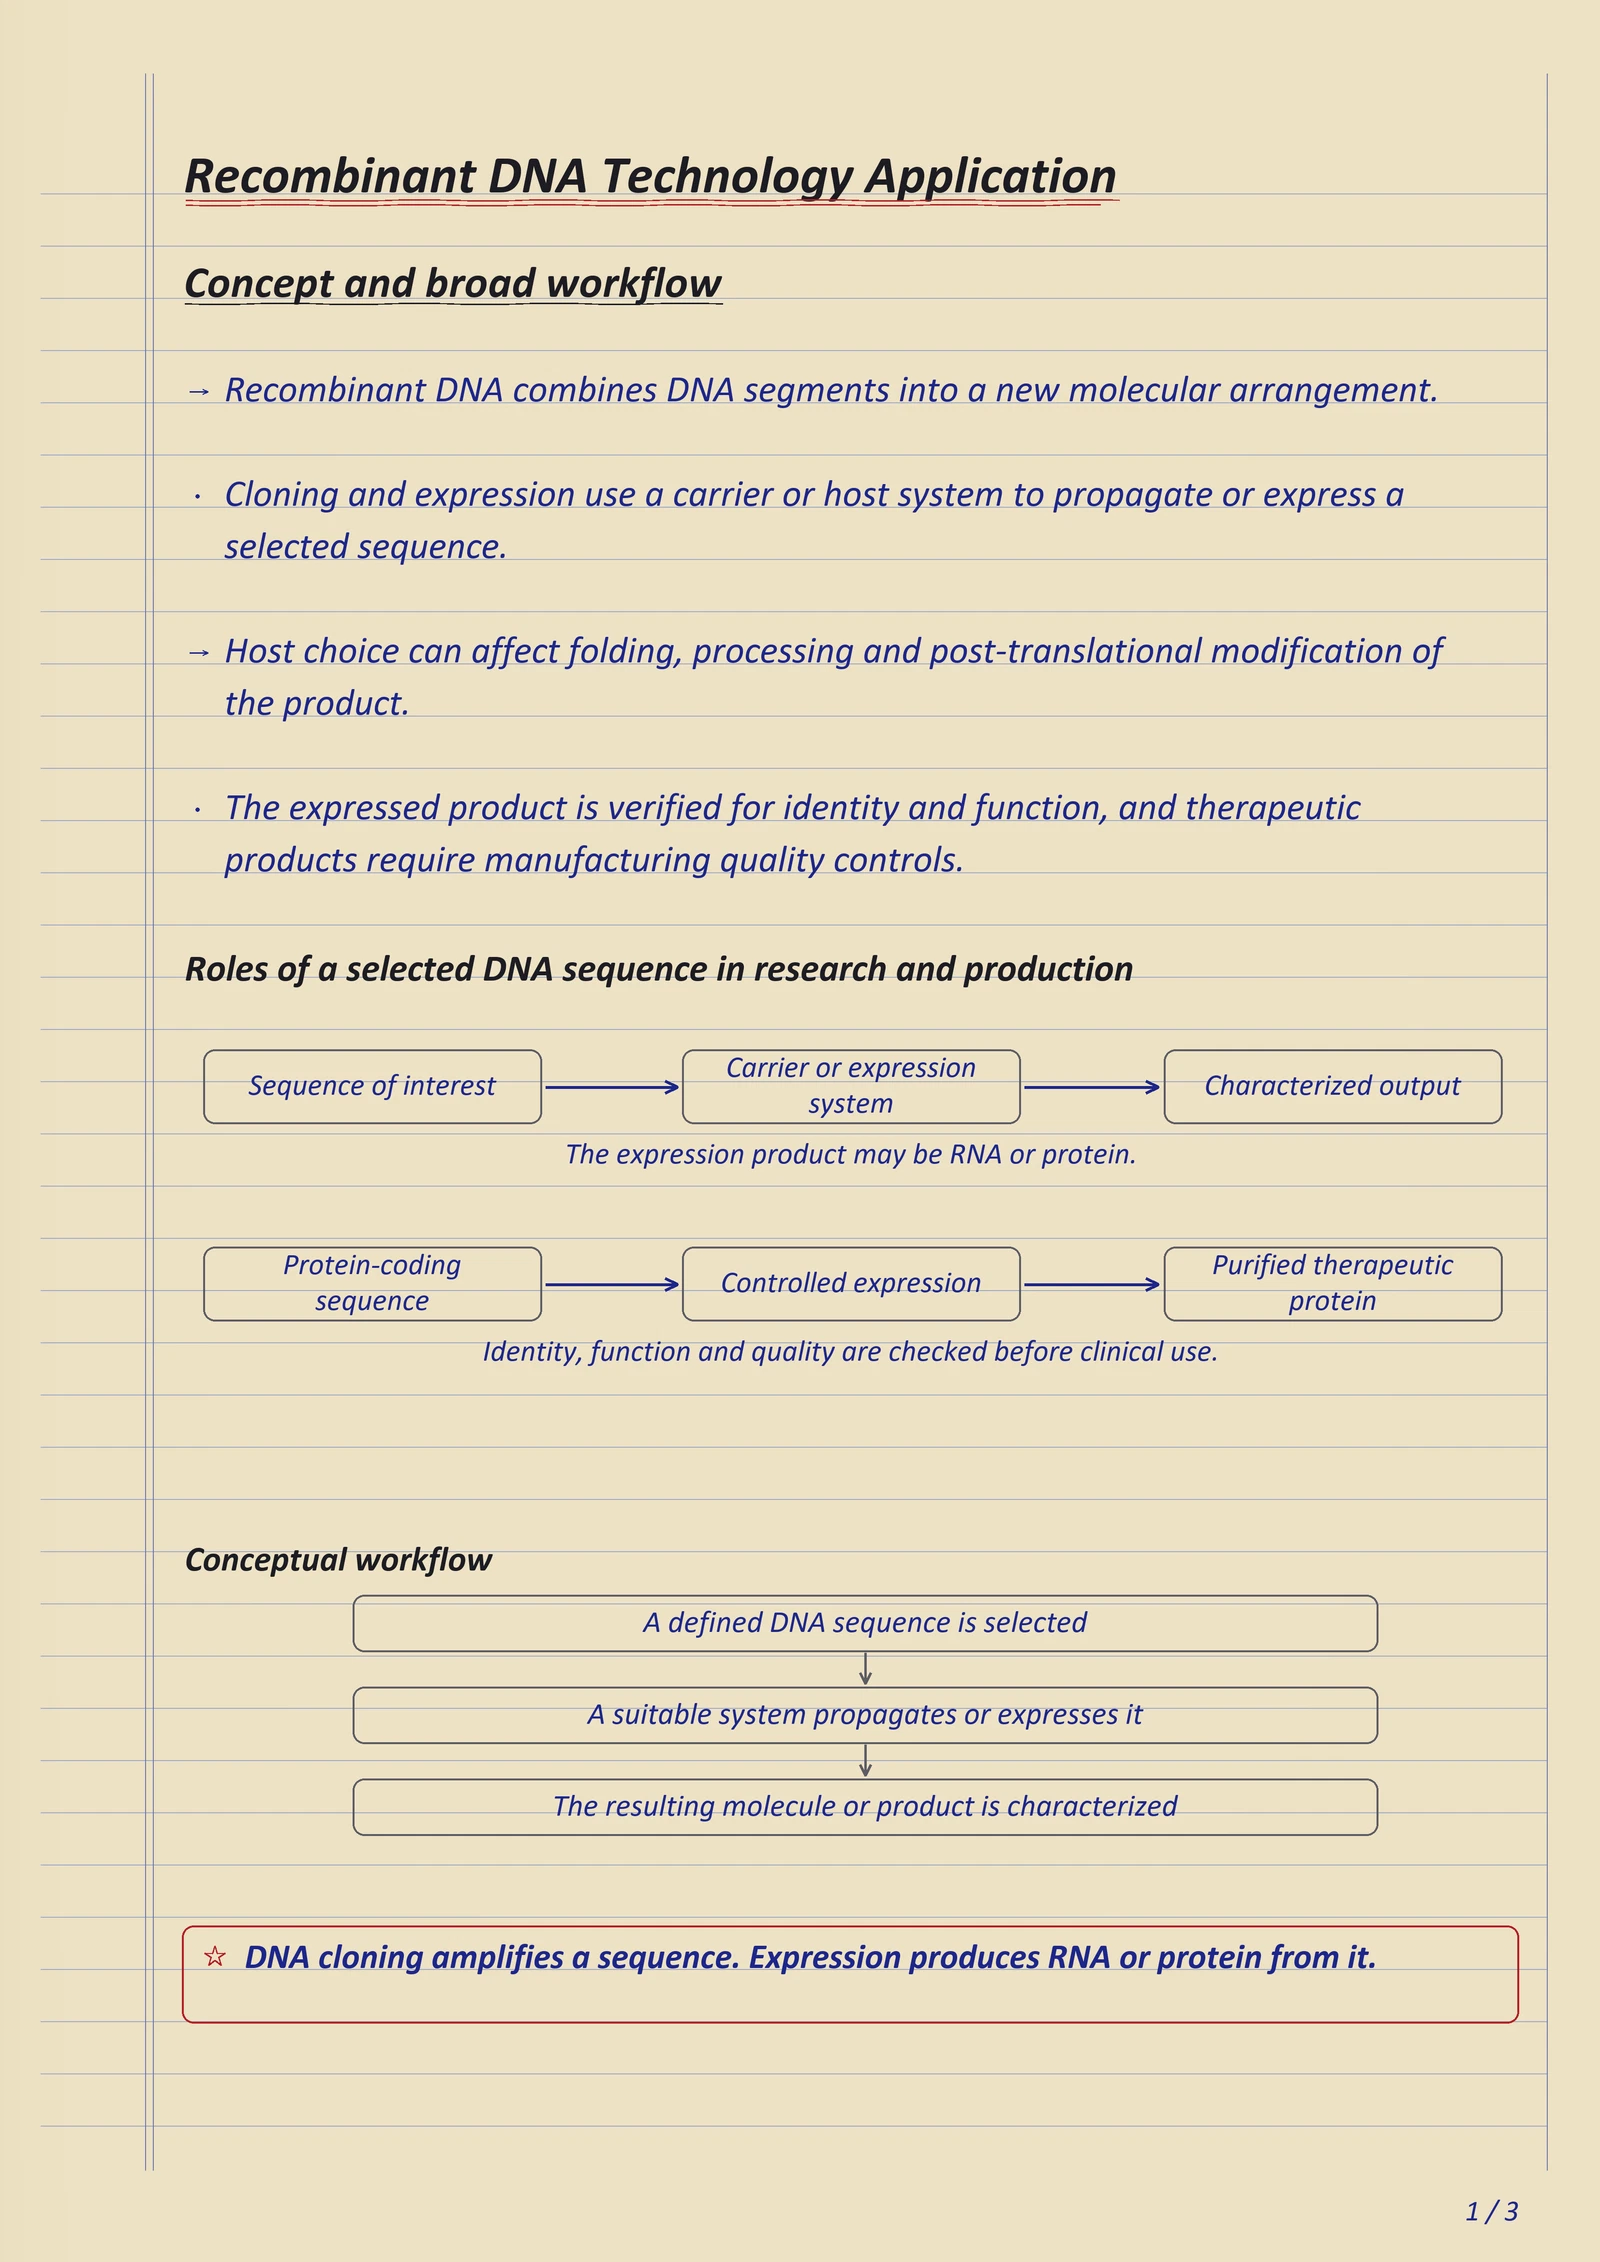 Recombinant DNA Technology Application
Concept and broad workflow
→ Recombinant DNA combines DNA segments into a new molecular arrangement.
· Cloning and expression use a carrier or host system to propagate or express a
selected sequence.
→ Host choice can affect folding, processing and post-translational modification of
the product.
· The expressed product is verified for identity and function, and therapeutic
products require manufacturing quality controls.
Roles of a selected DNA sequence in research and production
Sequence of interest
Carrier or expression
system
Characterized output
The expression product may be RNA or protein.
Protein-coding
sequence
Controlled expression
Purified therapeutic
protein
Identity, function and quality are checked before clinical use.
Conceptual workflow
A defined DNA sequence is selected
A suitable system propagates or expresses it
The resulting molecule or product is characterized
☆ DNA cloning amplifies a sequence. Expression produces RNA or protein from it.
1 / 3